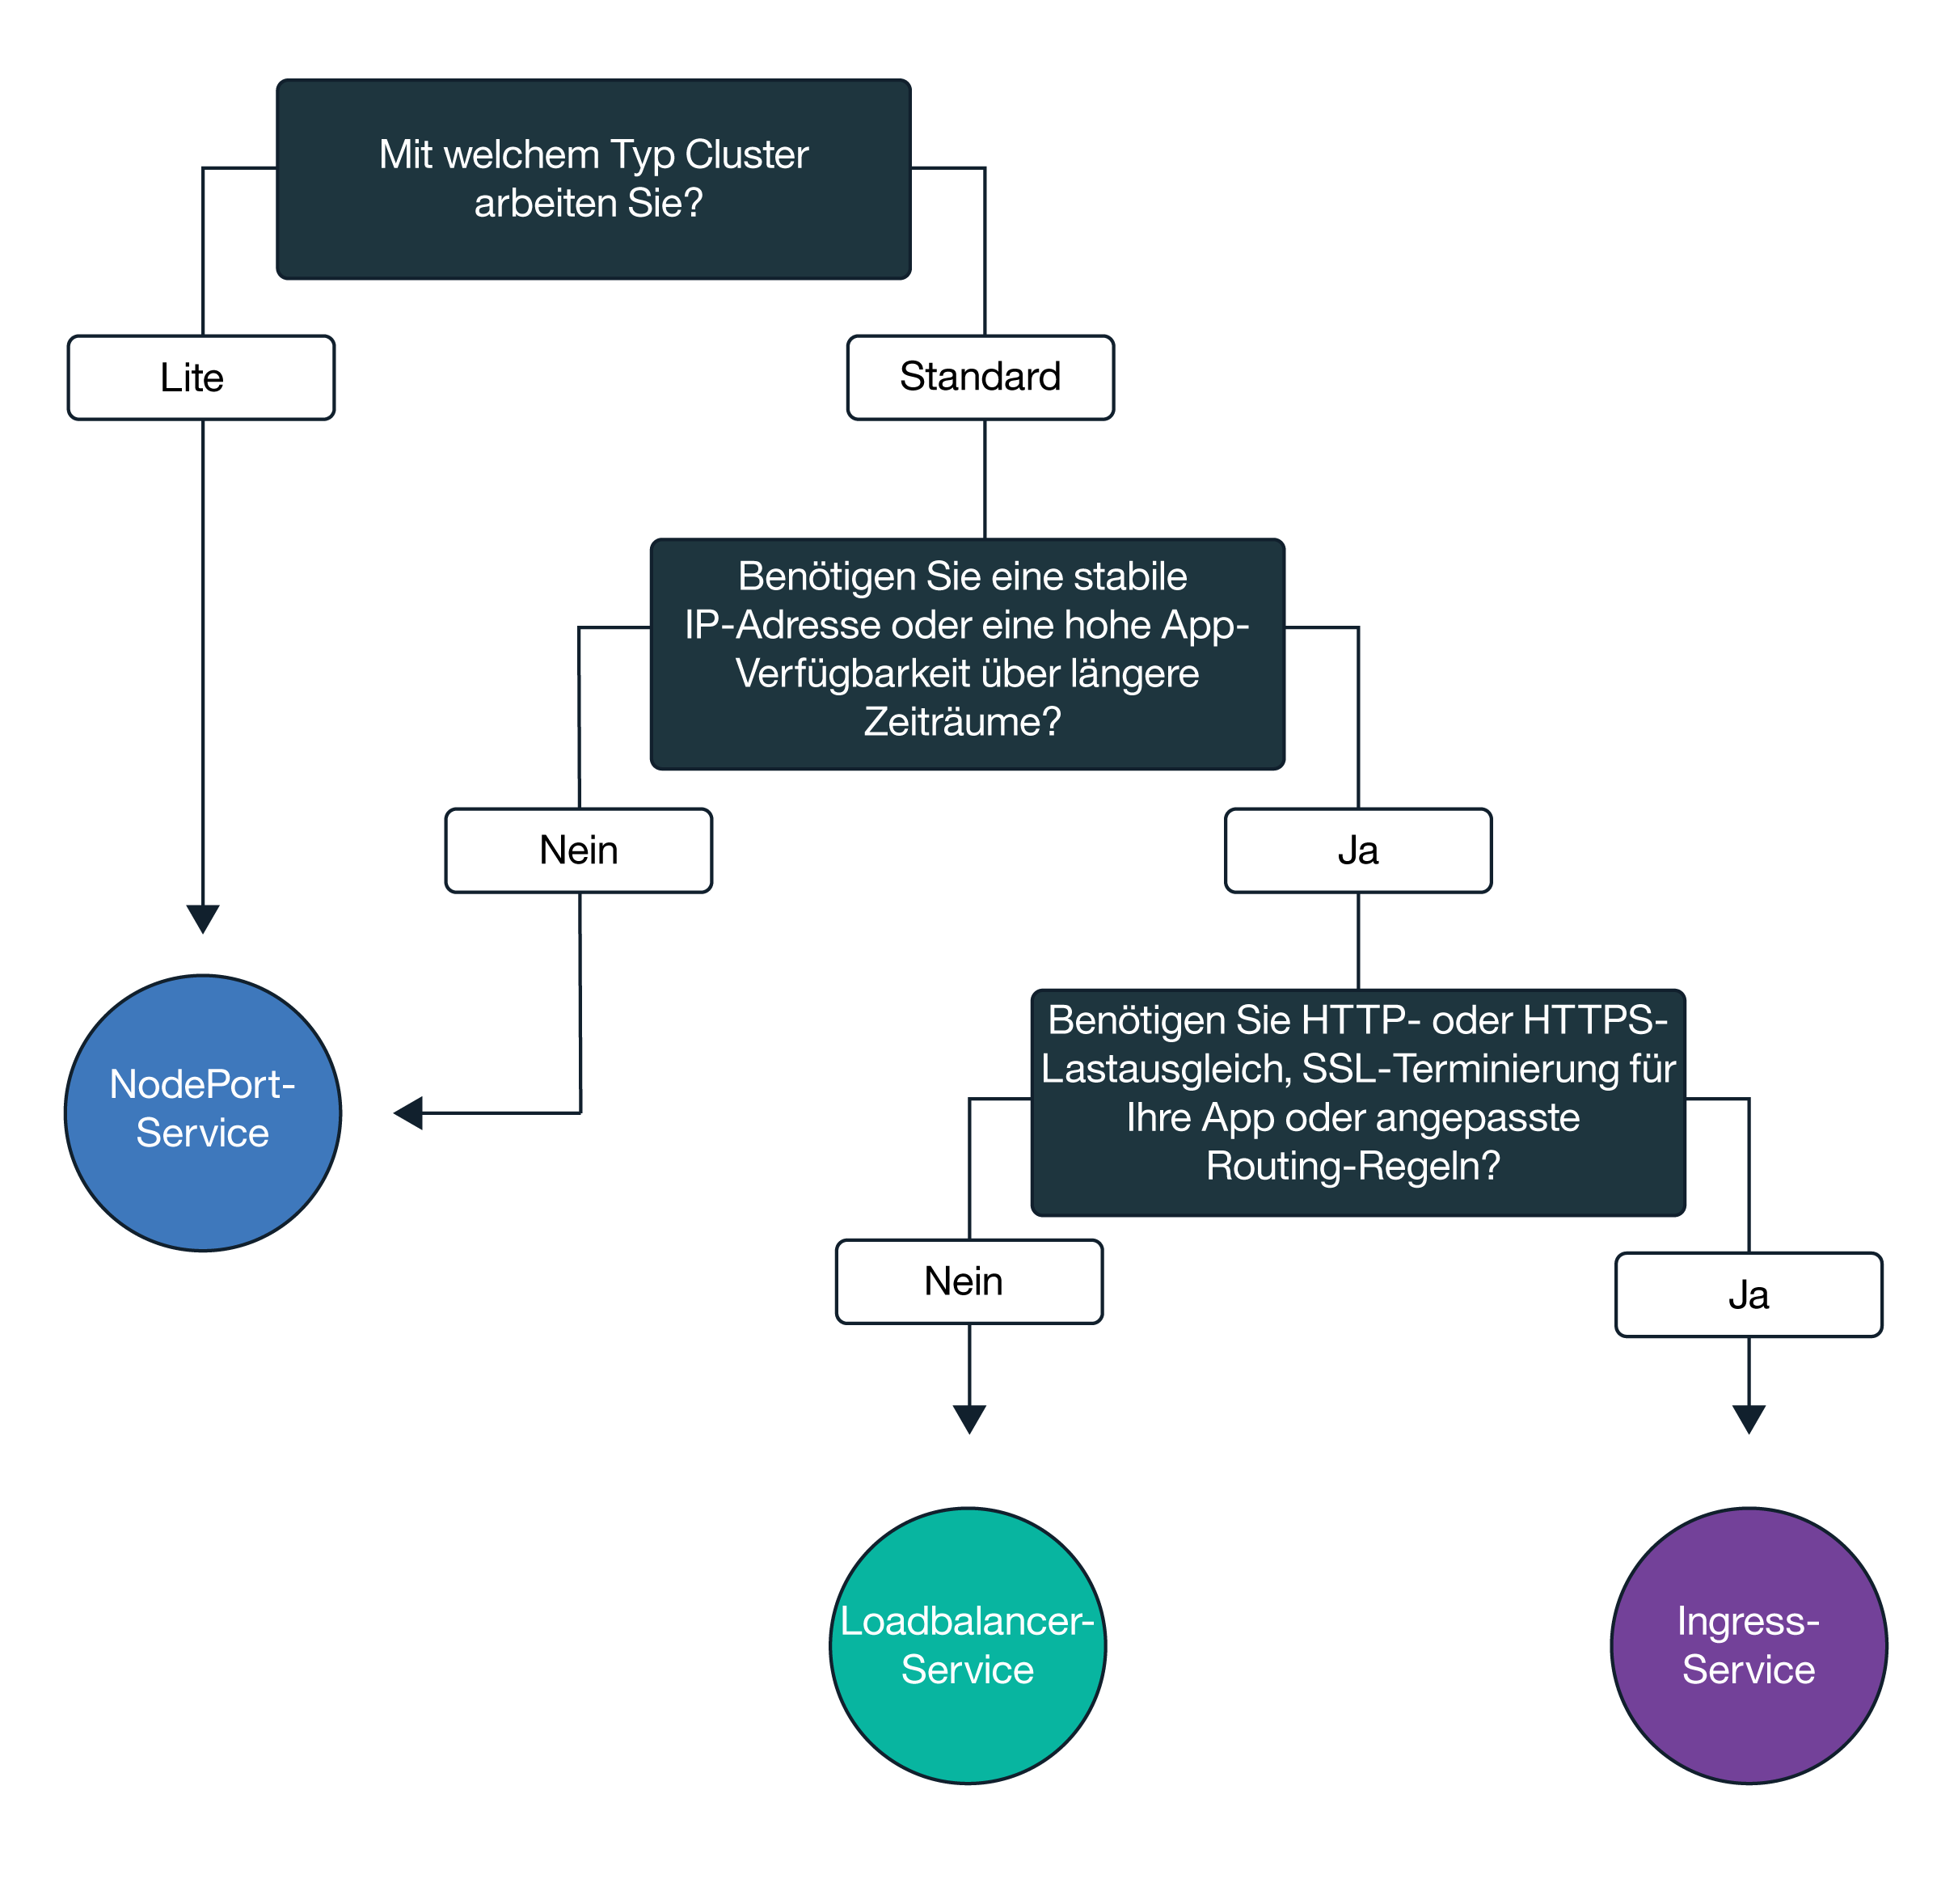 Mit welchem Typ Cluster
arbeiten Sie?
Lite
Standard
Benötigen Sie eine stabile
IP-Adresse oder eine hohe App-
Verfügbarkeit über längere
Zeiträume?
Nein
Ja
Benötigen Sie HTTP- oder HTTPS-
Lastausgleich, SSL-Terminierung für
Ihre App oder angepasste
Routing-Regeln?
NodePort-
Service
Nein
Ja
Loadbalancer-
Service
Ingress-
Service